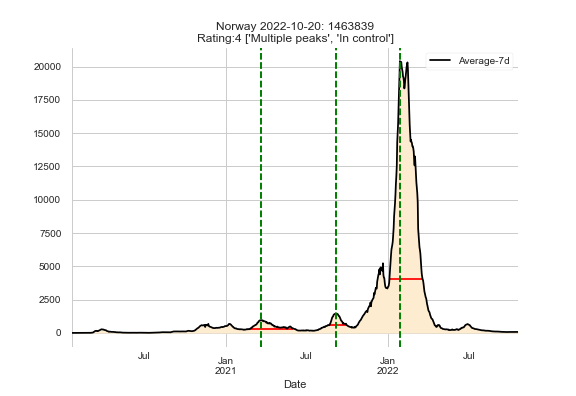 Norway 2022-10-20: 1463839
Rating:4 ['Multiple peaks', 'In control']
Average-7d
20000
17500
15000
12500
10000
7500
5000
2500
0
Jul
Jan
2021
Jul
Jan
2022
Jul
Date